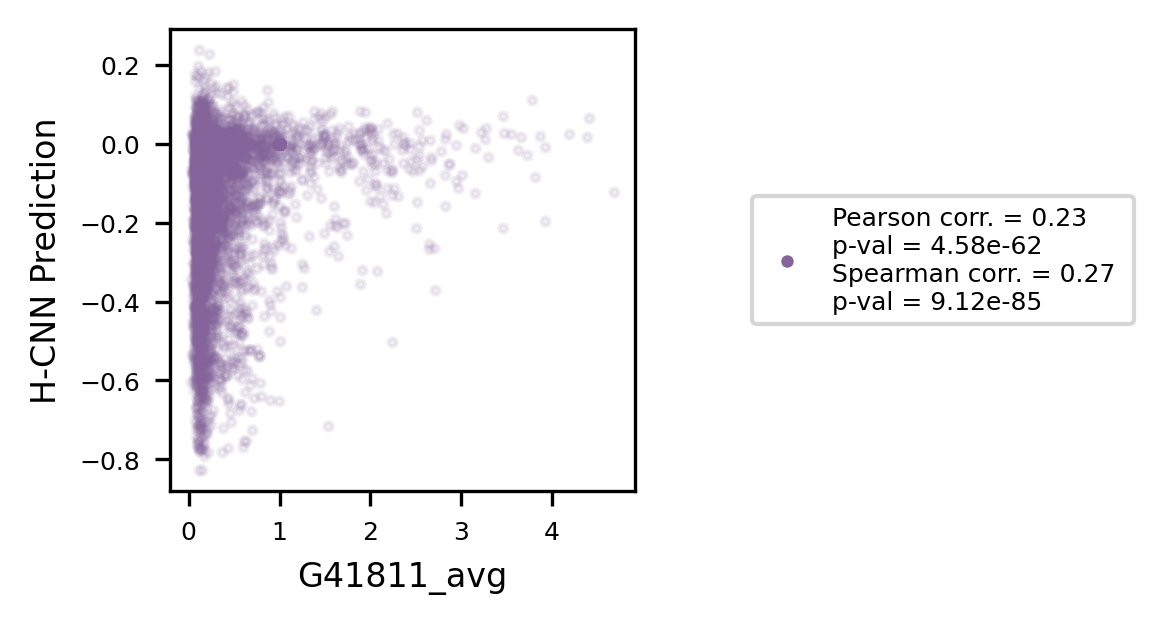 0.2
0.0
−0.2
−0.4
−0.6
−0.8
H-CNN Prediction
0 1 2 3 4
G41811_avg
Pearson corr. = 0.23
p-val = 4.58e-62
Spearman corr. = 0.27
p-val = 9.12e-85